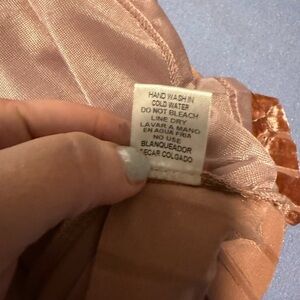 HAND WASH IN
COLD WATER
DO NOT BLEACH
LINE DRY
LAVAR A MANO
EN AGUA FRIA
NO USE
BLANQUEADOR
SECAR COLGADO